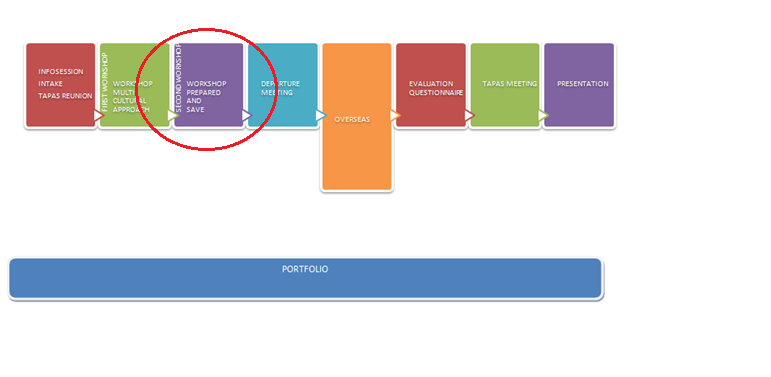 INFOSESSION
INTAKE
TAPAS REUNION
FIRST WORKSHOP
WORKSHOP
MULTI
CULTURAL
APPROACH
SECOND WORKSHOP
WORKSHOP
PREPARED
AND
SAVE
DEPARTURE
MEETING
OVERSEAS
EVALUATION
QUESTIONNAIRE
TAPAS MEETING
PRESENTATION
PORTFOLIO